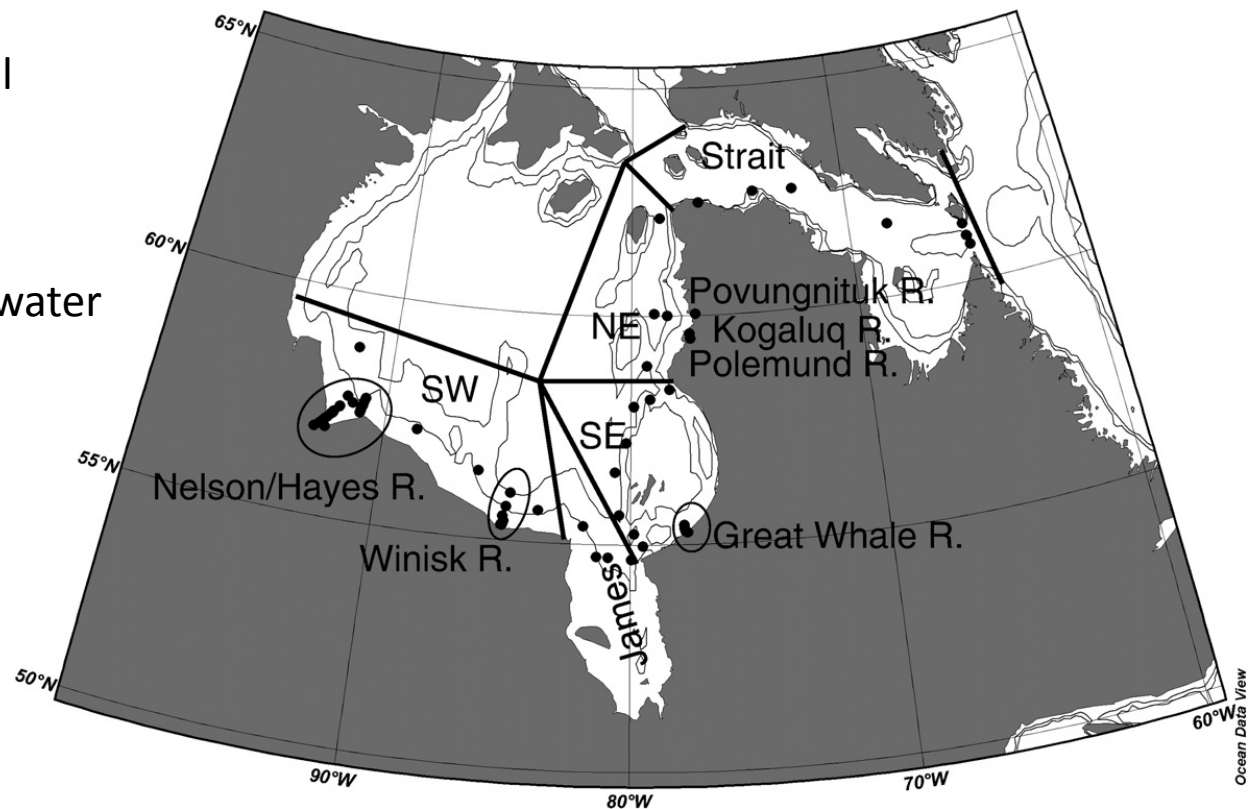 l
water
65°N
60°N
55°N
50°N
90°W
80°W
70°W
60°W
Strait
NE
SW
SE
James
Povungnituk R.
Kogaluq R.
Polemund R.
Nelson/Hayes R.
Winisk R.
Great Whale R.
Ocean Data View